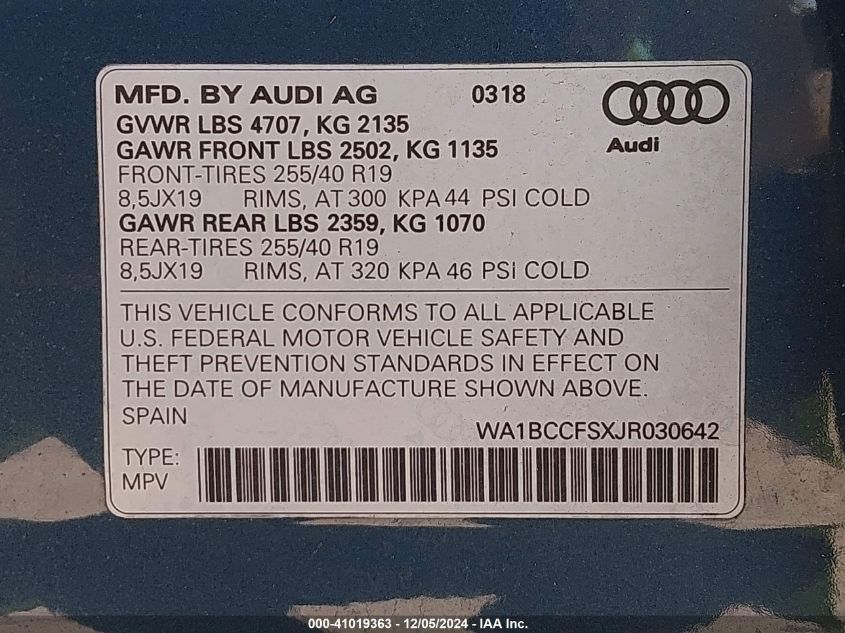 MFD. BY AUDI AG 0318
Audi
GVWR LBS 4707, KG 2135
GAWR FRONT LBS 2502, KG 1135
FRONT-TIRES 255/40 R19
8,5JX19 RIMS, AT 300 KPA 44 PSI COLD
GAWR REAR LBS 2359, KG 1070
REAR-TIRES 255/40 R19
8,5JX19 RIMS, AT 320 KPA 46 PSI COLD
THIS VEHICLE CONFORMS TO ALL APPLICABLE
U.S. FEDERAL MOTOR VEHICLE SAFETY AND
THEFT PREVENTION STANDARDS IN EFFECT ON
THE DATE OF MANUFACTURE SHOWN ABOVE.
SPAIN
WA1BCCFSXJR030642
TYPE:
MPV
000-41019363 - 12/05/2024 - IAA Inc.